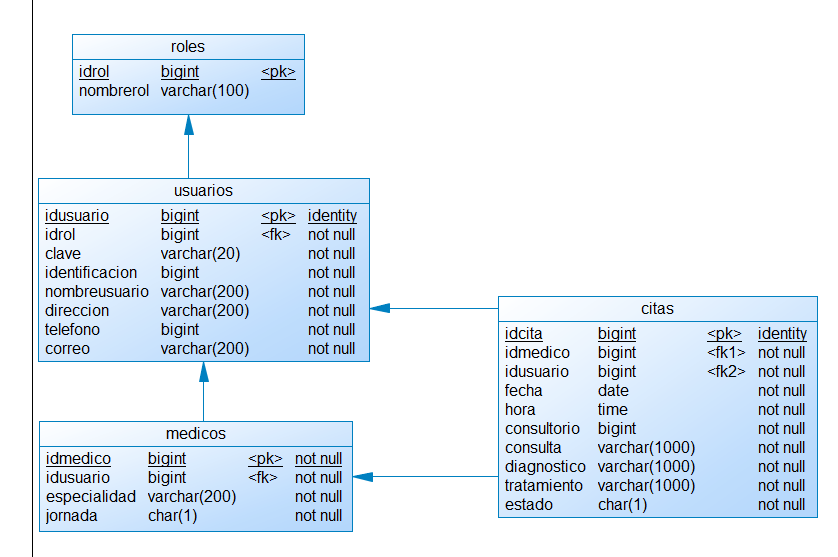 roles
idrol bigint <pk>
nombrerol varchar(100)
usuarios
idusuario bigint <pk> identity
idrol bigint <fk> not null
clave varchar(20) not null
identificacion bigint not null
nombreusuario varchar(200) not null
direccion varchar(200) not null
telefono bigint not null
correo varchar(200) not null
citas
idcita bigint <pk> identity
idmedico bigint <fk1> not null
idusuario bigint <fk2> not null
fecha date not null
hora time not null
consultorio bigint not null
consulta varchar(1000) not null
diagnostico varchar(1000) not null
tratamiento varchar(1000) not null
estado char(1) not null
medicos
idmedico bigint <pk> not null
idusuario bigint <fk> not null
especialidad varchar(200) not null
jornada char(1) not null